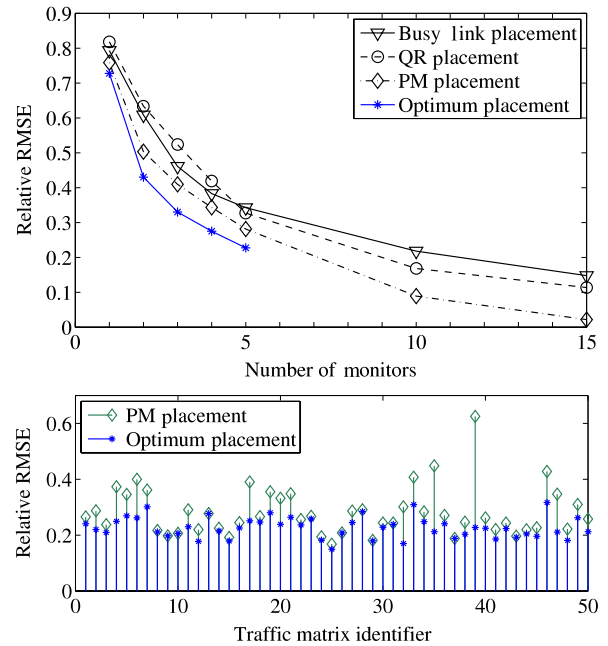 0.9
0.8
0.7
0.6
0.5
0.4
0.3
0.2
0.1
0
Relative RMSE
Busy link placement
QR placement
PM placement
Optimum placement
0 5 10 15
Number of monitors
0.6
0.4
0.2
0
Relative RMSE
PM placement
Optimum placement
0 10 20 30 40 50
Traffic matrix identifier